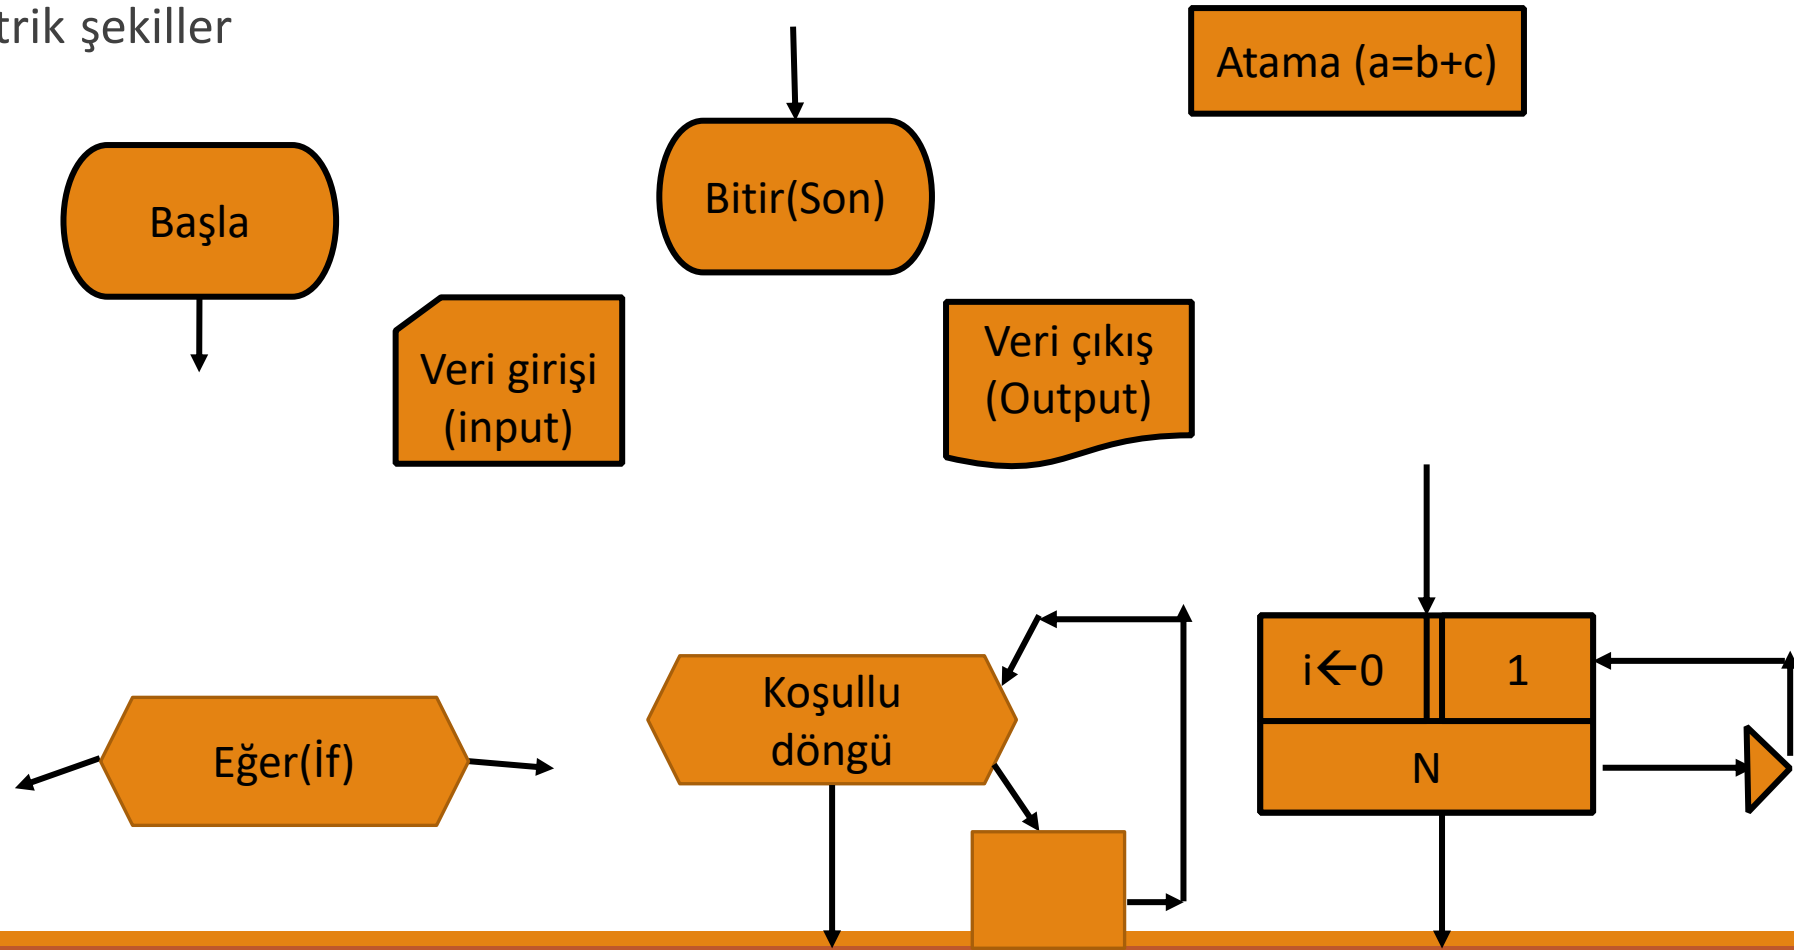 trik şekiller
Atama (a=b+c)
Başla
Bitir(Son)
Veri girişi
(input)
Veri çıkış
(Output)
Eğer(İf)
Koşullu
döngü
i←0
1
N